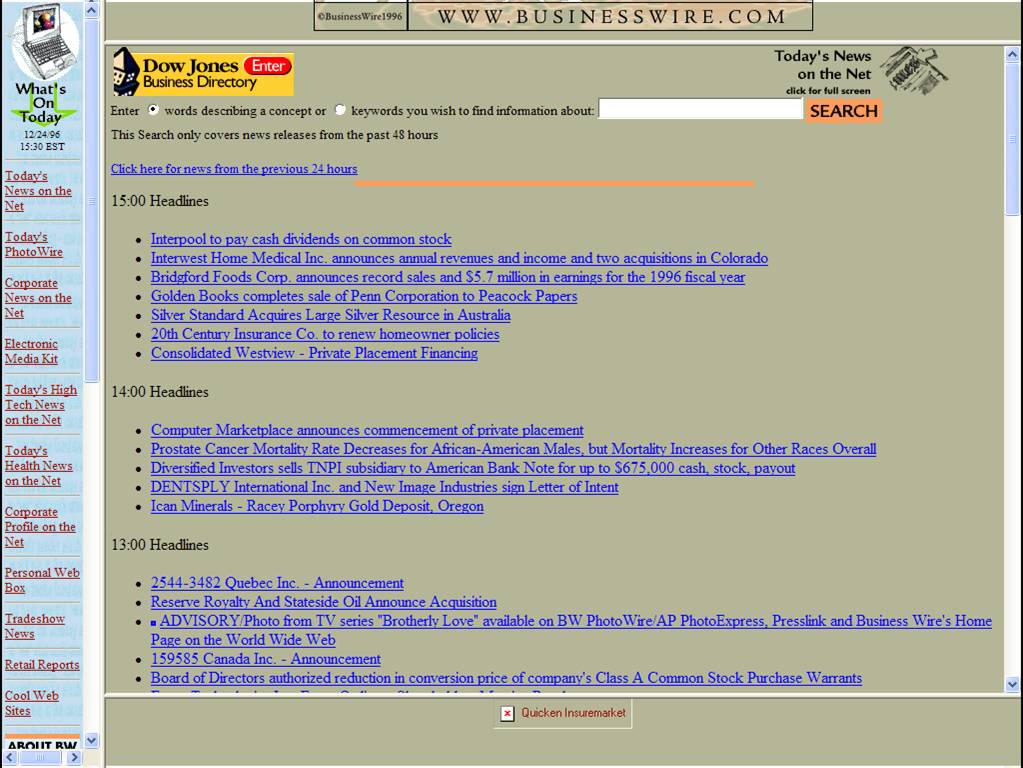 ©BusinessWire1996
WWW.BUSINESSWIRE.COM
What's
On
Today
12/24/96
15:30 EST
Today's
News on the
Net
Today's
PhotoWire
Corporate
News on the
Net
Electronic
Media Kit
Today's High
Tech News
on the Net
Today's
Health News
on the Net
Corporate
Profile on the
Net
Personal Web
Box
Tradeshow
News
Retail Reports
Cool Web
Sites
ABOUT BW
Dow Jones Enter
Business Directory
Today's News
on the Net
click for full screen
Enter words describing a concept or keywords you wish to find information about: SEARCH
This Search only covers news releases from the past 48 hours
Click here for news from the previous 24 hours
15:00 Headlines
Interpool to pay cash dividends on common stock
Interwest Home Medical Inc. announces annual revenues and income and two acquisitions in Colorado
Bridgford Foods Corp. announces record sales and $5.7 million in earnings for the 1996 fiscal year
Golden Books completes sale of Penn Corporation to Peacock Papers
Silver Standard Acquires Large Silver Resource in Australia
20th Century Insurance Co. to renew homeowner policies
Consolidated Westview - Private Placement Financing
14:00 Headlines
Computer Marketplace announces commencement of private placement
Prostate Cancer Mortality Rate Decreases for African-American Males, but Mortality Increases for Other Races Overall
Diversified Investors sells TNPI subsidiary to American Bank Note for up to $675,000 cash, stock, payout
DENTSPLY International Inc. and New Image Industries sign Letter of Intent
Ican Minerals - Racey Porphyry Gold Deposit, Oregon
13:00 Headlines
2544-3482 Quebec Inc. - Announcement
Reserve Royalty And Stateside Oil Announce Acquisition
ADVISORY/Photo from TV series "Brotherly Love" available on BW PhotoWire/AP PhotoExpress, Presslink and Business Wire's Home
Page on the World Wide Web
159585 Canada Inc. - Announcement
Board of Directors authorized reduction in conversion price of company's Class A Common Stock Purchase Warrants
Quicken Insuremarket